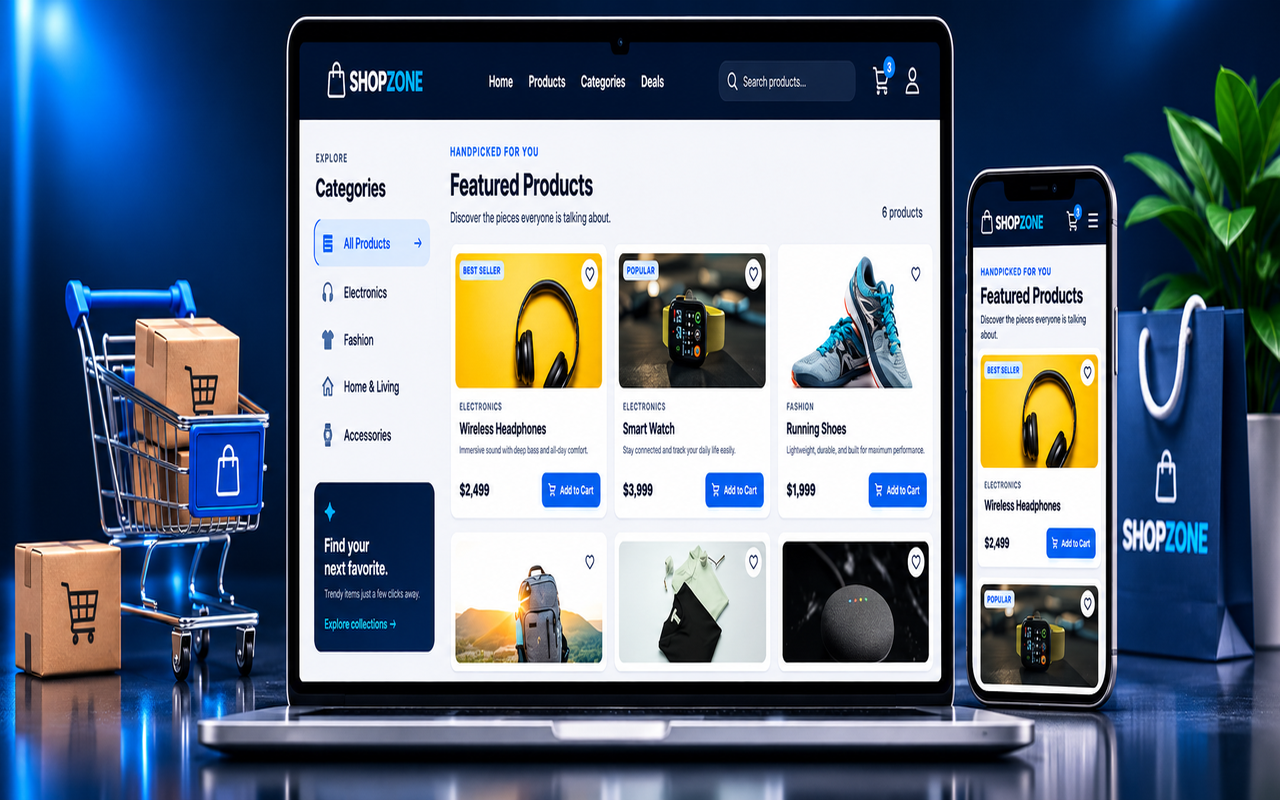 SHOPZONE
Home Products Categories Deals
Search products...
3
EXPLORE
Categories
All Products
Electronics
Fashion
Home & Living
Accessories
Find your
next favorite.
Trendy items just a few clicks away.
Explore collections →
HANDPICKED FOR YOU
Featured Products
Discover the pieces everyone is talking about.
6 products
BEST SELLER
ELECTRONICS
Wireless Headphones
Immersive sound with deep bass and all-day comfort.
$2,499
Add to Cart
POPULAR
ELECTRONICS
Smart Watch
Stay connected and track your daily life easily.
$3,999
Add to Cart
FASHION
Running Shoes
Lightweight, durable, and built for maximum performance.
$1,999
Add to Cart
SHOPZONE
3
HANDPICKED FOR YOU
Featured Products
Discover the pieces everyone is talking
about.
BEST SELLER
ELECTRONICS
Wireless Headphones
$2,499
Add to Cart
POPULAR
SHOPZONE